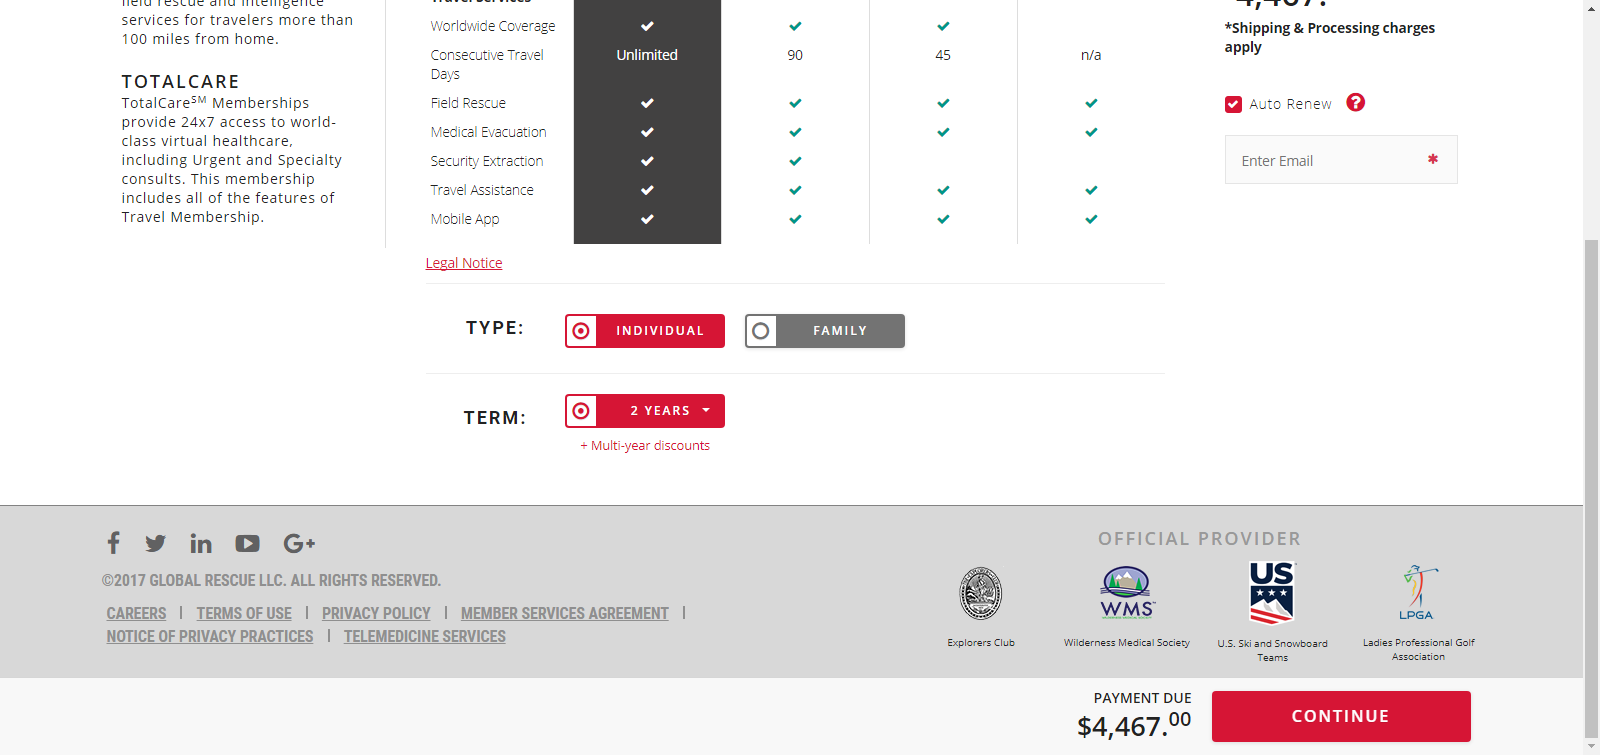 field rescue and intelligence
services for travelers more than
100 miles from home.
TOTALCARE
TotalCareSM Memberships
provide 24x7 access to world-
class virtual healthcare,
including Urgent and Specialty
consults. This membership
includes all of the features of
Travel Membership.
Travel Services
Worldwide Coverage
Consecutive Travel Unlimited 90 45 n/a
Days
Field Rescue
Medical Evacuation
Security Extraction
Travel Assistance
Mobile App
Legal Notice
TYPE: INDIVIDUAL FAMILY
TERM: 2 YEARS
+ Multi-year discounts
4,467.
*Shipping & Processing charges
apply
Auto Renew ?
Enter Email *
©2017 GLOBAL RESCUE LLC. ALL RIGHTS RESERVED.
CAREERS | TERMS OF USE | PRIVACY POLICY | MEMBER SERVICES AGREEMENT |
NOTICE OF PRIVACY PRACTICES | TELEMEDICINE SERVICES
OFFICIAL PROVIDER
WMS
US
LPGA
Explorers Club
Wilderness Medical Society
U.S. Ski and Snowboard
Teams
Ladies Professional Golf
Association
PAYMENT DUE
$4,467.00
CONTINUE